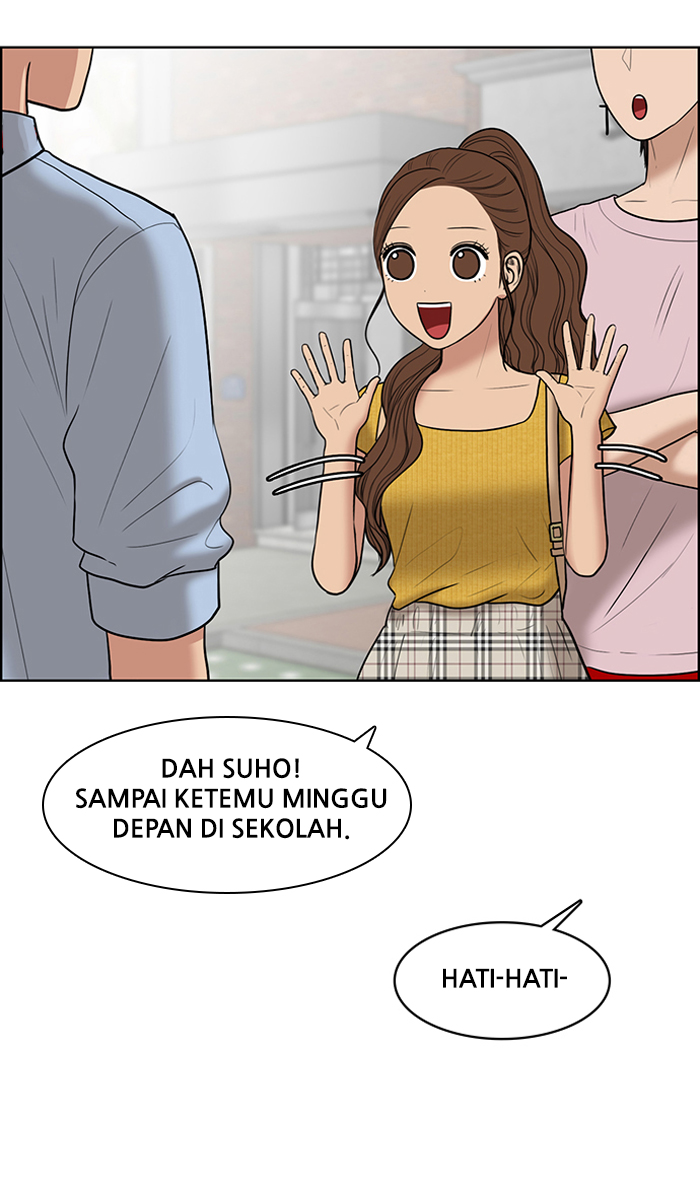 DAH SUHO!
SAMPAI KETEMU MINGGU
DEPAN DI SEKOLAH.
HATI-HATI-